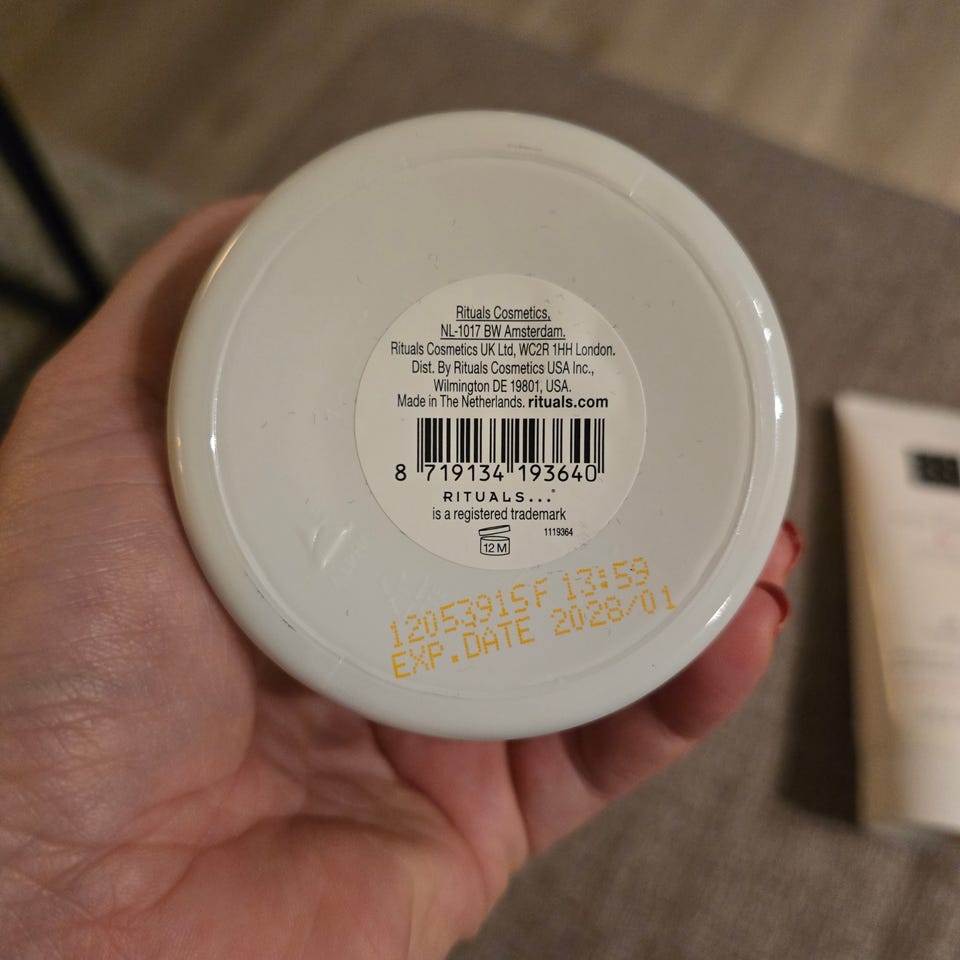 Rituals Cosmetics,
NL-1017 BW Amsterdam.
Rituals Cosmetics UK Ltd, WC2R 1HH London.
Dist. By Rituals Cosmetics USA Inc.,
Wilmington DE 19801, USA.
Made in The Netherlands. rituals.com
8 719134 193640
RITUALS...®
is a registered trademark
1119364
12 M
12053915F 13:59
EXP.DATE 2028/01